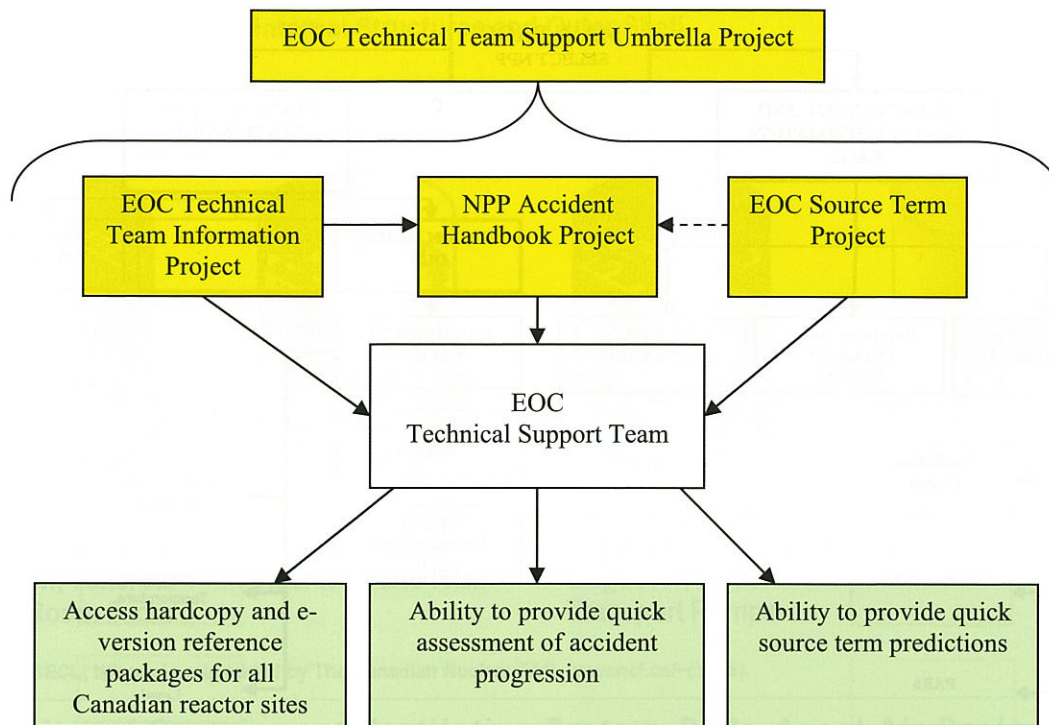 EOC Technical Team Support Umbrella Project
EOC Technical
Team Information
Project
NPP Accident
Handbook Project
EOC Source Term
Project
EOC
Technical Support Team
Access hardcopy and e-
version reference
packages for all
Canadian reactor sites
Ability to provide quick
assessment of accident
progression
Ability to provide quick
source term predictions